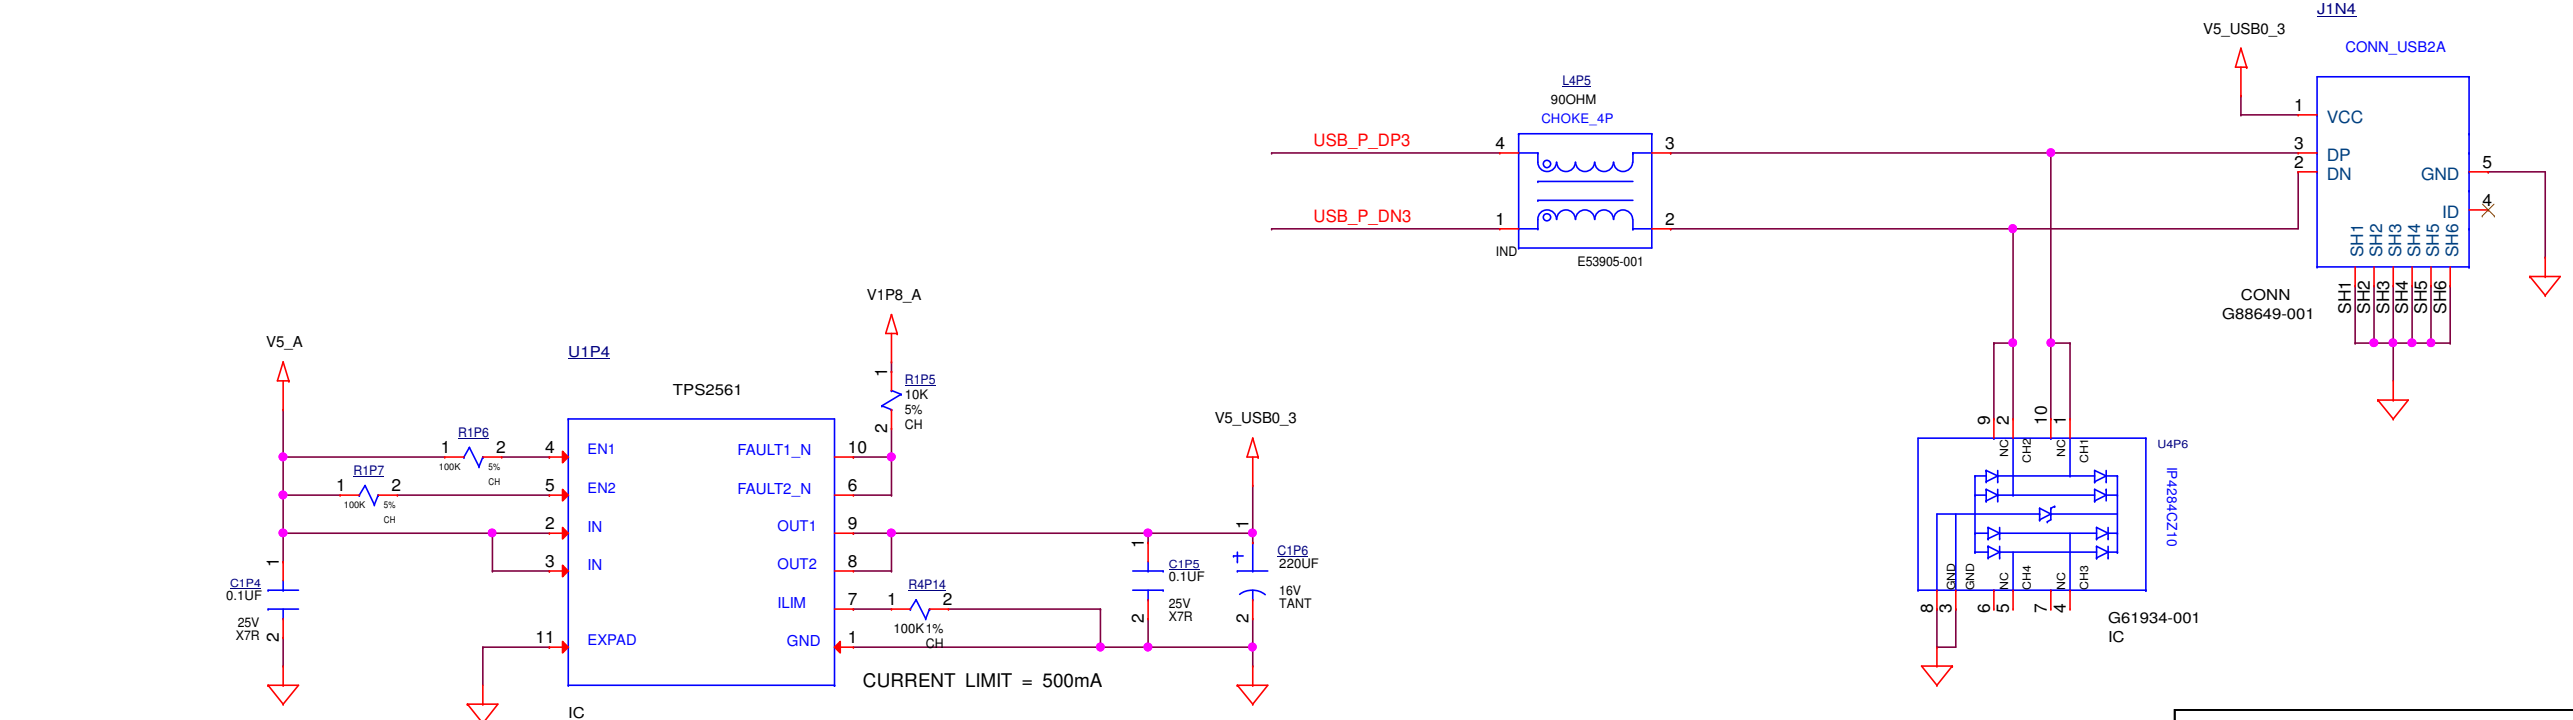 J1N4
V5_USB0_3
CONN_USB2A
L4P5
90OHM
CHOKE_4P
USB_P_DP3
4
3
USB_P_DN3
1
2
IND
E53905-001
1
VCC
3
DP
2
DN
GND
5
ID
4
SH1
SH2
SH3
SH4
SH5
SH6
SH1
SH2
SH3
SH4
SH5
SH6
CONN
G88649-001
V1P8_A
V5_A
U1P4
TPS2561
1
R1P5
10K
5%
CH
2
V5_USB0_3
R1P6
1
2
100K
5%
CH
4
EN1
FAULT1_N
10
R1P7
1
2
100K
5%
CH
5
EN2
FAULT2_N
6
2
IN
OUT1
9
3
IN
OUT2
8
ILIM
7
R4P14
1
2
100K
1%
CH
11
EXPAD
GND
1
1
C1P4
0.1UF
25V
X7R
2
1
C1P5
0.1UF
25V
X7R
2
1
+
C1P6
220UF
16V
TANT
2
CURRENT LIMIT = 500mA
IC
9
2
10
1
NC
CH2
NC
CH1
U4P6
IP4284CZ10
GND
GND
NC
CH4
NC
CH3
8
3
6
5
7
4
G61934-001
IC